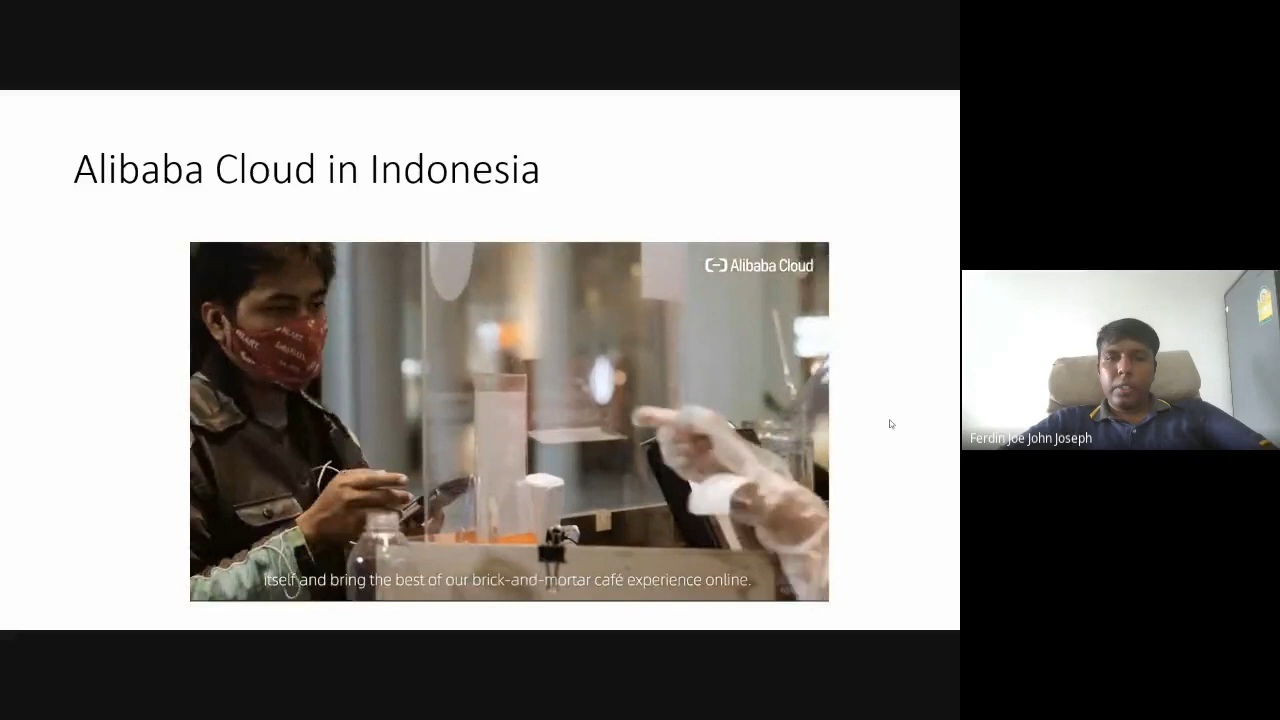 Alibaba Cloud in Indonesia
Alibaba Cloud
itself and bring the best of our brick-and-mortar café experience online.
Ferdin Joe John Joseph